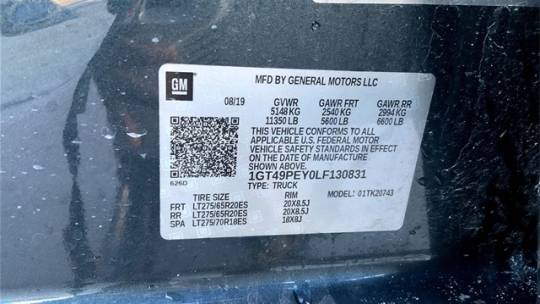 GM
MFD BY GENERAL MOTORS LLC
08/19 GVWR GAWR FRT GAWR RR
5148 KG 2540 KG 2994 KG
11350 LB 5600 LB 6600 LB
THIS VEHICLE CONFORMS TO ALL
APPLICABLE U.S. FEDERAL MOTOR
VEHICLE SAFETY STANDARDS IN EFFECT
ON THE DATE OF MANUFACTURE SHOWN ABOVE.
1GT49PEY0LF130831
626D TYPE: TRUCK MODEL: 01TK20743
TIRE SIZE RIM
FRT LT275/65R20ES 20X8.5J
RR LT275/65R20ES 20X8.5J
SPA LT275/70R18ES 18X8J